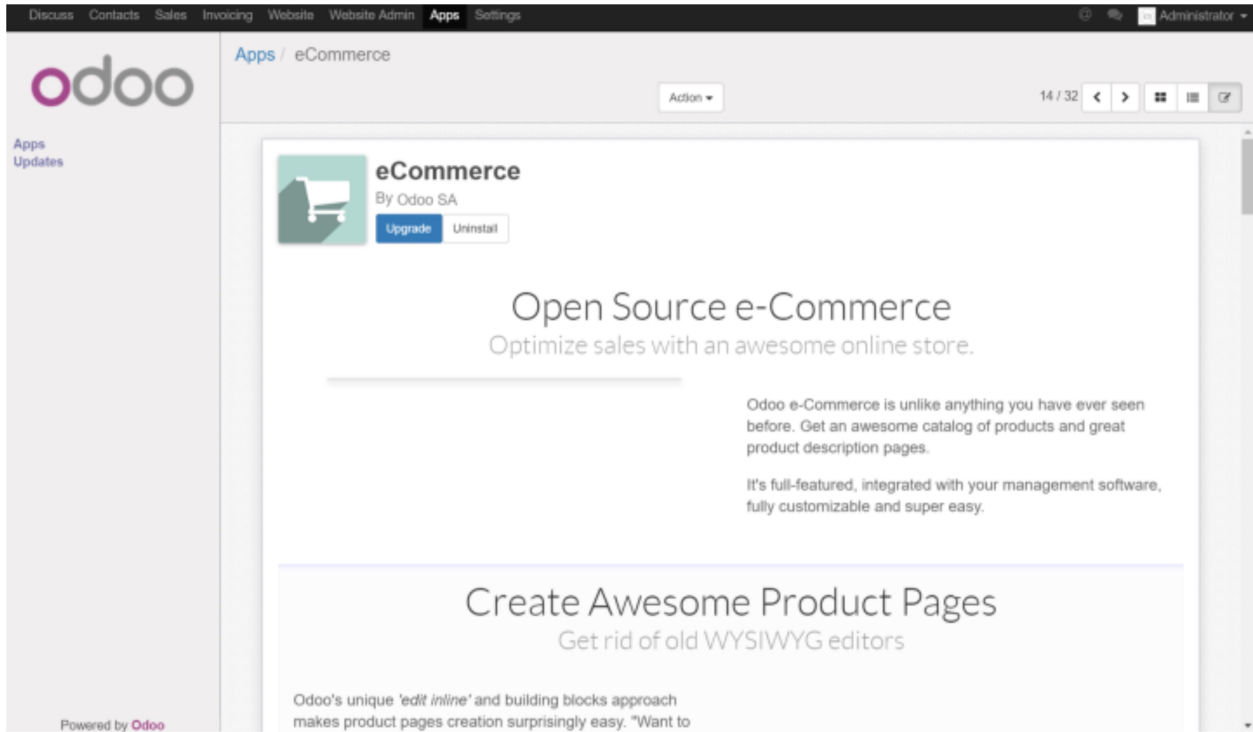 Discuss Contacts Sales Invoicing Website Website Admin Apps Settings
@ Administrator
odoo
Apps / eCommerce
Action
14 / 32
Apps
Updates
eCommerce
By Odoo SA
Upgrade Uninstall
Open Source e-Commerce
Optimize sales with an awesome online store.
Odoo e-Commerce is unlike anything you have ever seen
before. Get an awesome catalog of products and great
product description pages.
It's full-featured, integrated with your management software,
fully customizable and super easy.
Create Awesome Product Pages
Get rid of old WYSIWYG editors
Odoo's unique 'edit inline' and building blocks approach
makes product pages creation surprisingly easy. "Want to
Powered by Odoo